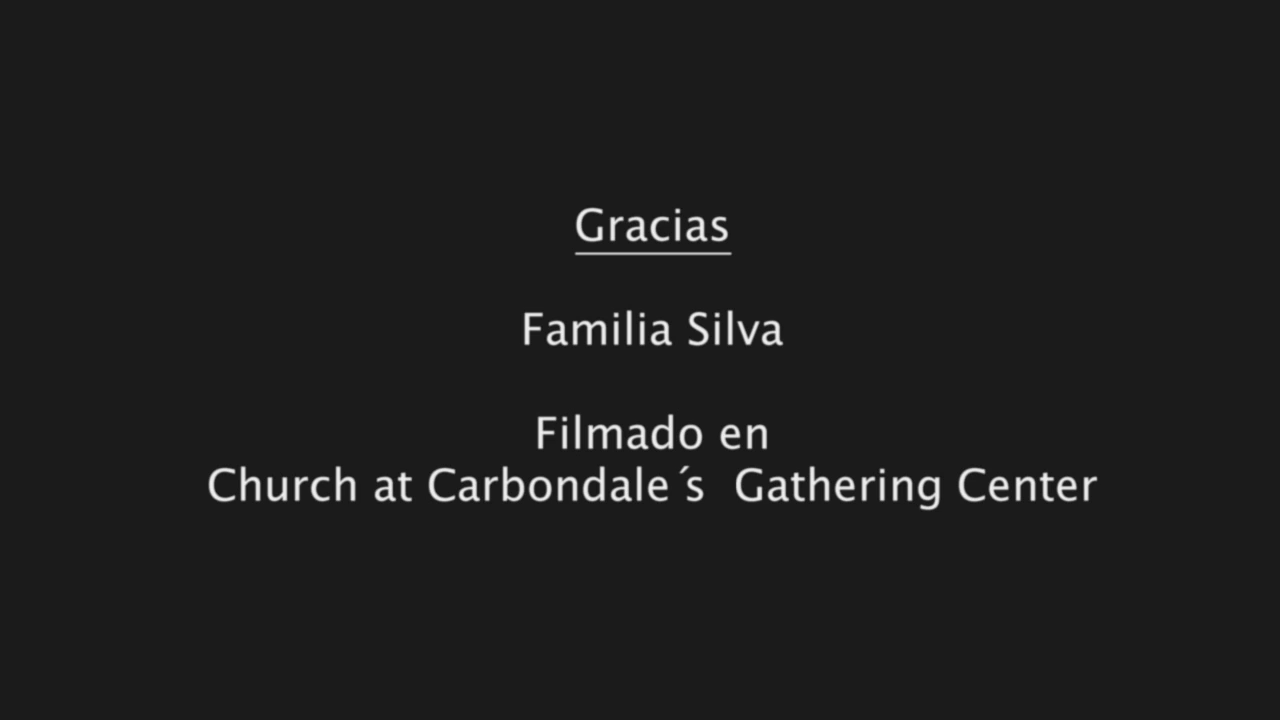 Gracias
Familia Silva
Filmado en
Church at Carbondale´s  Gathering Center